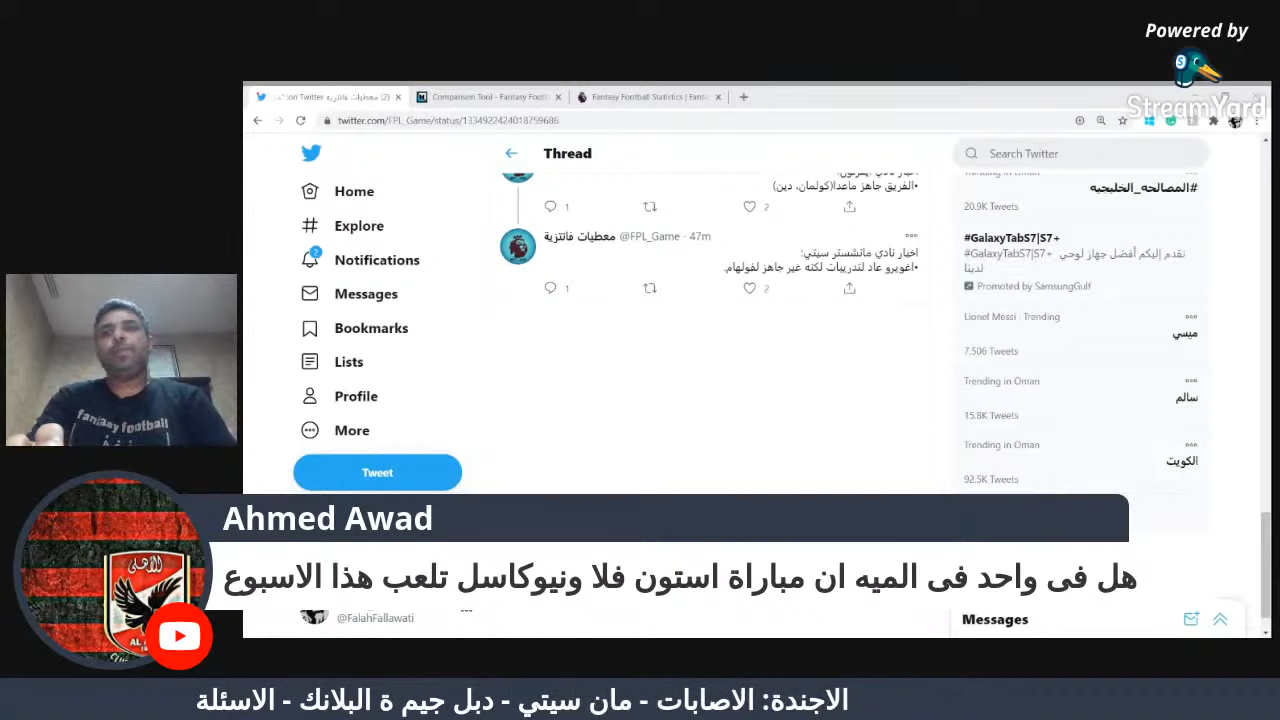 Powered by
StreamYard
Comparison Tool - Fantasy Footb
Fantasy Football Statistics | Fant
twitter.com/FPL_Game/status/1334922424018759686
Thread
Search Twitter
Home
Explore
2
Notifications
Messages
Bookmarks
Lists
Profile
More
Tweet
•الفريق جاهز ماعدا(كولمان، دين)
1
2
معطيات فانتزية @FPL_Game · 47m
اخبار نادي مانشستر سيتي:
•اغويرو عاد لتدريبات لكنه غير جاهز لفولهام.
1
2
Trending in Oman
#المصالحه_الخليجيه
20.9K Tweets
#GalaxyTabS7|S7+
#GalaxyTabS7|S7+ نقدم إليكم أفضل جهاز لوحي
لدينا
Promoted by SamsungGulf
Lionel Messi · Trending
ميسي
7,506 Tweets
Trending in Oman
سالم
15.8K Tweets
Trending in Oman
الكويت
92.5K Tweets
fantasy football
Ahmed Awad
هل فى واحد فى الميه ان مباراة استون فلا ونيوكاسل تلعب هذا الاسبوع
الأهلي
@FalahFallawati
Messages
الاجندة: الاصابات - مان سيتي - دبل جيم ة البلانك - الاسئلة